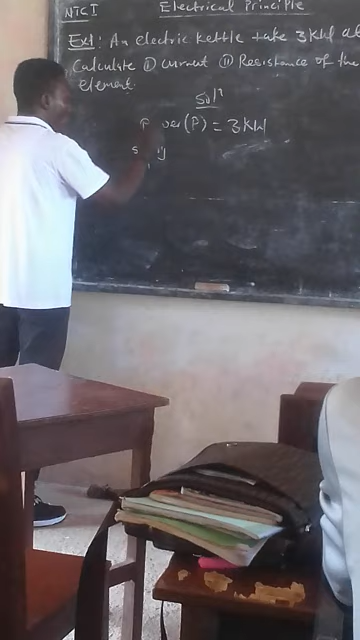 NTC I Electrical Principle
Ex1: An electric kettle take 3KW at
Calculate (i) current (ii) Resistance of the
element.
Sol^n
P wer (P) = 3KW
s y